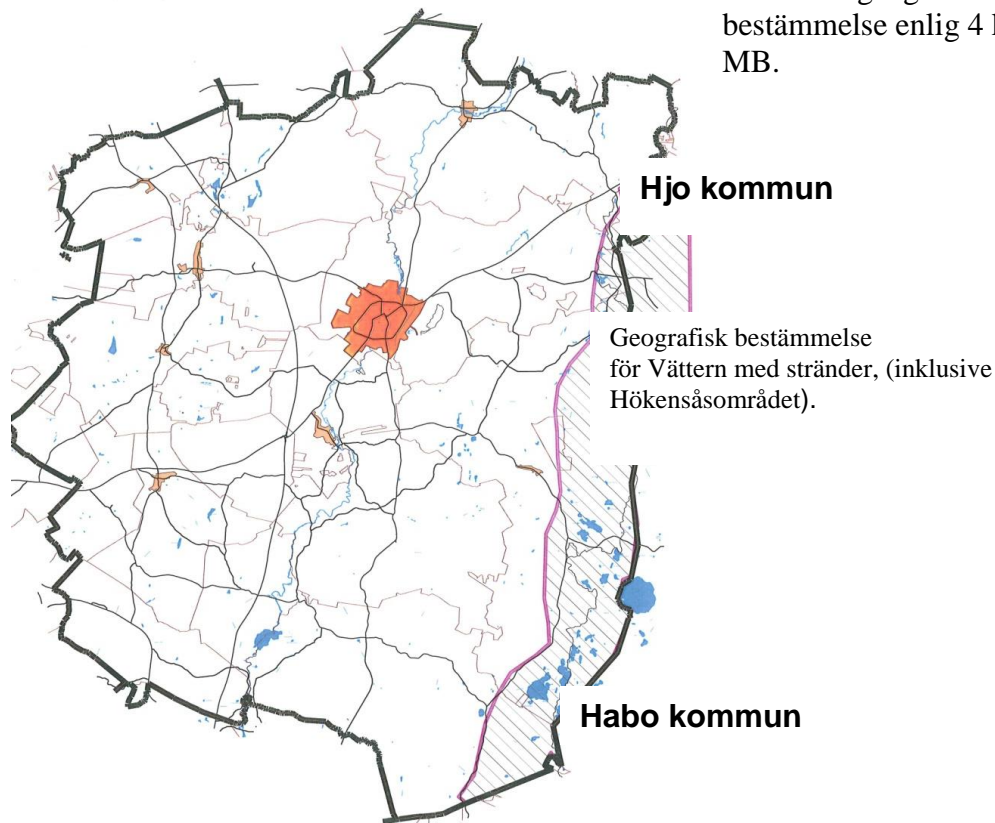 bestämmelse enlig 4
MB.
Hjo kommun
Geografisk bestämmelse
för Vättern med stränder, (inklusive
Hökensåsområdet).
Habo kommun